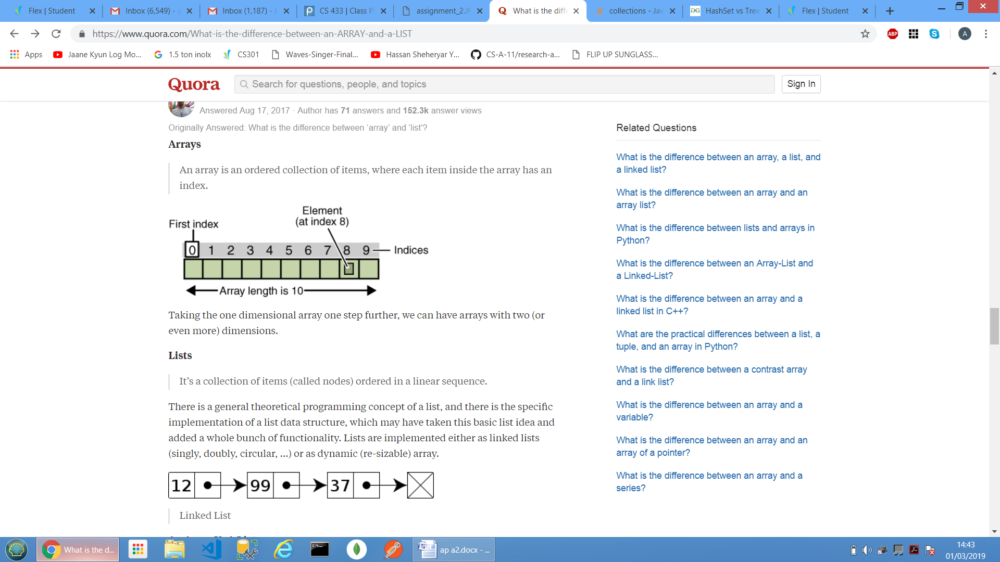 Flex | Student
Inbox (6,549) - a
Inbox (1,187) - l
CS 433 | Class P
assignment_2.JP
What is the diffe
collections - Jav
HashSet vs Tree
Flex | Student
https://www.quora.com/What-is-the-difference-between-an-ARRAY-and-a-LIST
ABP
A
Apps
Jaane Kyun Log Mo...
1.5 ton inolx
CS301
Waves-Singer-Final...
Hassan Sheheryar Y...
CS-A-11/research-a...
FLIP UP SUNGLASS...
Quora
Search for questions, people, and topics
Sign In
Answered Aug 17, 2017 · Author has 71 answers and 152.3k answer views
Originally Answered: What is the difference between ‘array’ and ‘list’?
Arrays
An array is an ordered collection of items, where each item inside the array has an
index.
Element
(at index 8)
First index
0 1 2 3 4 5 6 7 8 9
Indices
Array length is 10
Taking the one dimensional array one step further, we can have arrays with two (or
even more) dimensions.
Lists
It’s a collection of items (called nodes) ordered in a linear sequence.
There is a general theoretical programming concept of a list, and there is the specific
implementation of a list data structure, which may have taken this basic list idea and
added a whole bunch of functionality. Lists are implemented either as linked lists
(singly, doubly, circular, ...) or as dynamic (re-sizable) array.
12 99 37
Linked List
Related Questions
What is the difference between an array, a list, and
a linked list?
What is the difference between an array and an
array list?
What is the difference between lists and arrays in
Python?
What is the difference between an Array-List and
a Linked-List?
What is the difference between an array and a
linked list in C++?
What are the practical differences between a list, a
tuple, and an array in Python?
What is the difference between a contrast array
and a link list?
What is the difference between an array and a
variable?
What is the difference between an array and an
array of a pointer?
What is the difference between an array and a
series?
What is the d...
ap a2.docx - ...
14:43
01/03/2019